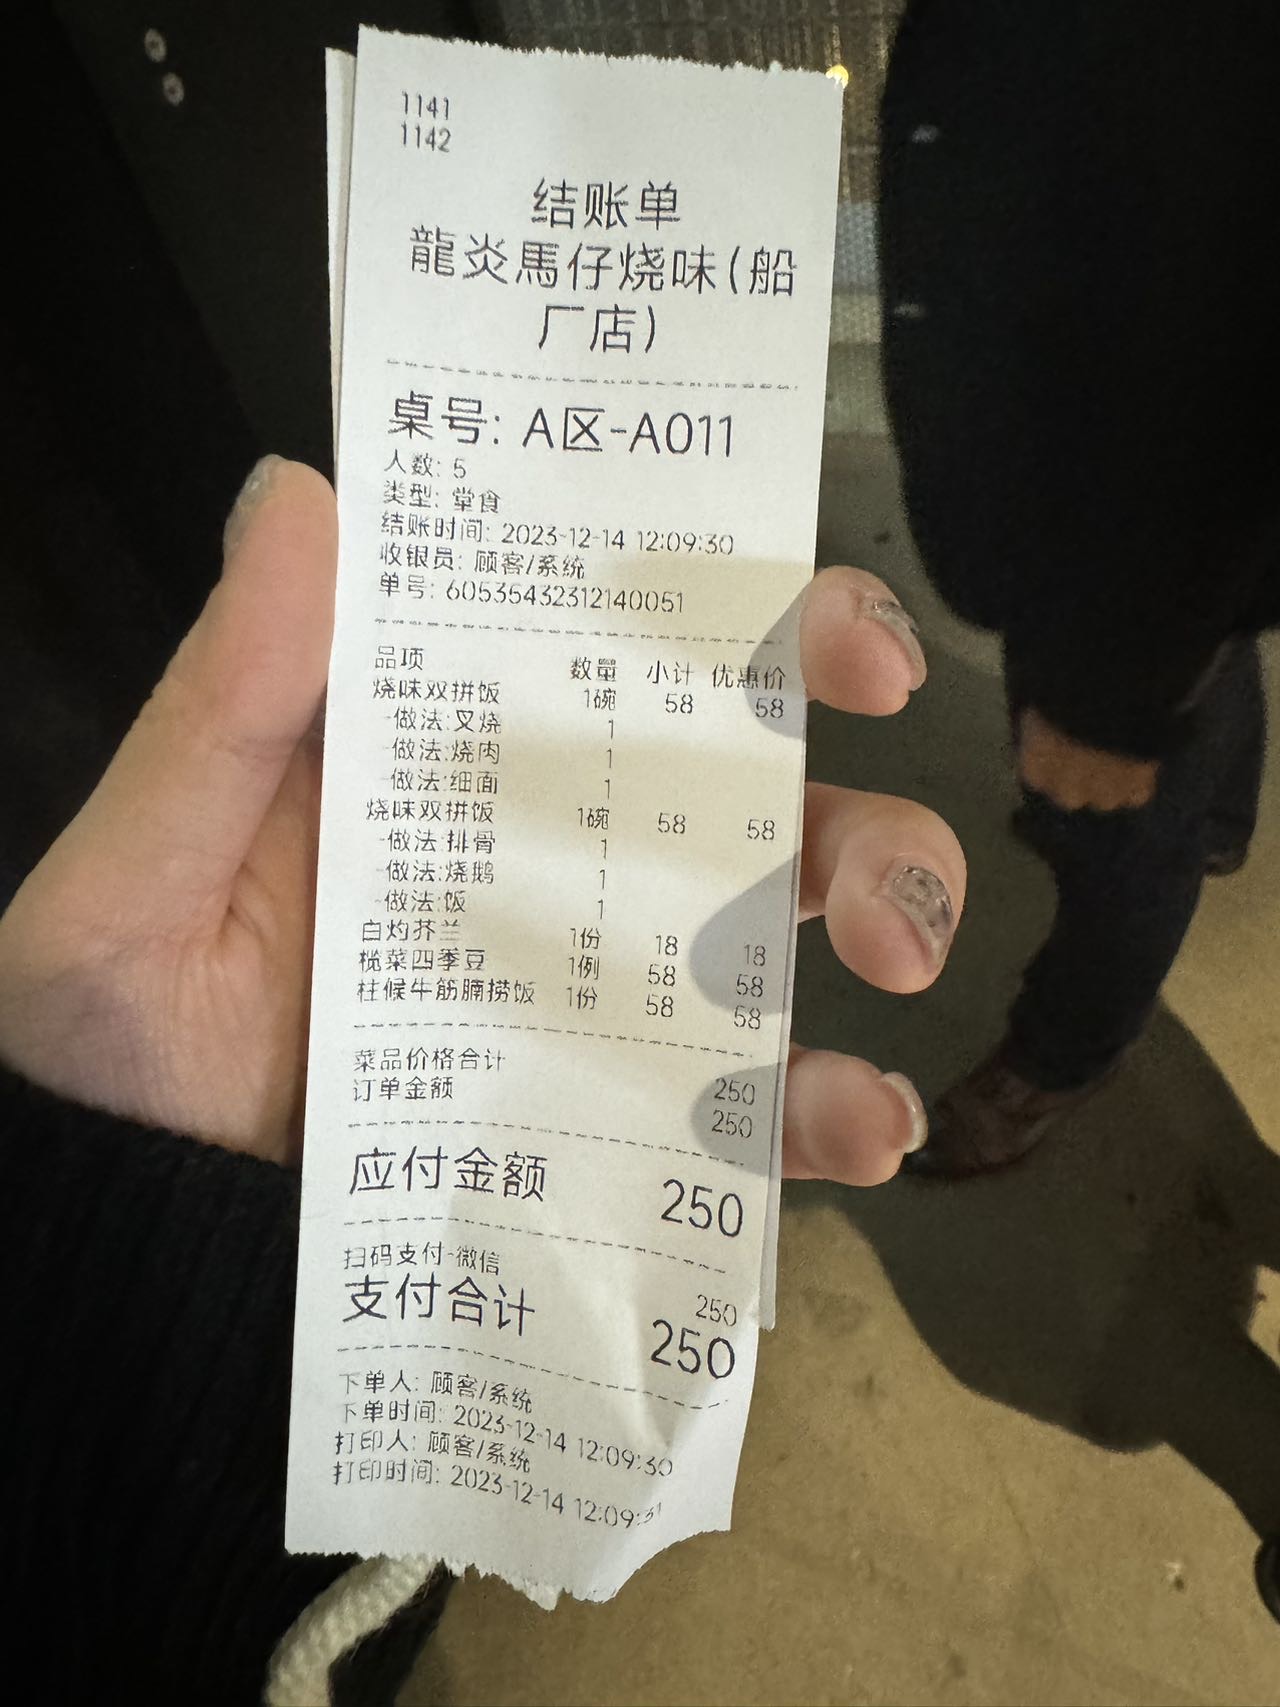 1141
1142
结账单
龍炎馬仔烧味(船
厂店)
桌号: A区-A011
人数: 5
类型: 堂食
结账时间: 2023-12-14 12:09:30
收银员: 顾客/系统
单号: 60535432312140051
品项 数量 小计 优惠价
烧味双拼饭 1碗 58 58
-做法:叉烧 1
-做法:烧肉 1
-做法:细面 1
烧味双拼饭 1碗 58 58
-做法:排骨 1
-做法:烧鹅 1
-做法:饭 1
白灼芥兰 1份 18 18
榄菜四季豆 1例 58 58
柱候牛筋腩捞饭 1份 58 58
菜品价格合计 250
订单金额 250
应付金额 250
扫码支付-微信 250
支付合计 250
下单人: 顾客/系统
下单时间: 2023-12-14 12:09:30
打印人: 顾客/系统
打印时间: 2023-12-14 12:09:31